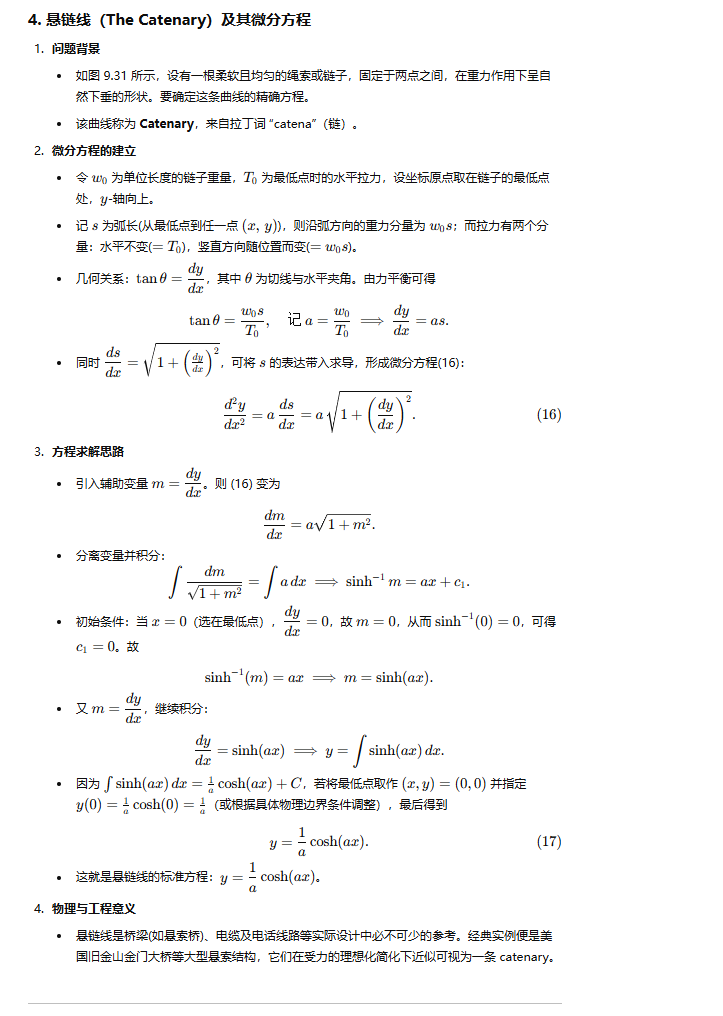 4. 悬链线（The Catenary）及其微分方程
1. 问题背景
• 如图 9.31 所示，设有一根柔软且均匀的绳索或链子，固定于两点之间，在重力作用下呈自
然下垂的形状。要确定这条曲线的精确方程。
• 该曲线称为 Catenary，来自拉丁词 “catena”（链）。
2. 微分方程的建立
• 令 w₀ 为单位长度的链子重量，T₀ 为最低点时的水平拉力，设坐标原点取在链子的最低点
处，y-轴向上。
• 记 s 为弧长(从最低点到任一点 (x, y))，则沿弧方向的重力分量为 w₀s；而拉力有两个分
量：水平不变(= T₀)，竖直方向随位置而变(= w₀s)。
• 几何关系：tan θ = dy/dx，其中 θ 为切线与水平夹角。由力平衡可得
tan θ = w₀s/T₀, 记 a = w₀/T₀ ⟹ dy/dx = as.
• 同时 ds/dx = √(1 + (dy/dx)²)，可将 s 的表达带入求导，形成微分方程(16)：
d²y/dx² = a ds/dx = a√(1 + (dy/dx)²). (16)
3. 方程求解思路
• 引入辅助变量 m = dy/dx。则 (16) 变为
dm/dx = a√(1 + m²).
• 分离变量并积分：
∫ dm/√(1 + m²) = ∫ a dx ⟹ sinh⁻¹ m = ax + c₁.
• 初始条件：当 x = 0（选在最低点）, dy/dx = 0，故 m = 0，从而 sinh⁻¹(0) = 0，可得
c₁ = 0。故
sinh⁻¹(m) = ax ⟹ m = sinh(ax).
• 又 m = dy/dx，继续积分：
dy/dx = sinh(ax) ⟹ y = ∫ sinh(ax) dx.
• 因为 ∫ sinh(ax) dx = 1/a cosh(ax) + C，若将最低点取作 (x, y) = (0, 0) 并指定
y(0) = 1/a cosh(0) = 1/a（或根据具体物理边界条件调整）, 最后得到
y = 1/a cosh(ax). (17)
• 这就是悬链线的标准方程：y = 1/a cosh(ax)。
4. 物理与工程意义
• 悬链线是桥梁(如悬索桥)、电缆及电话线路等实际设计中必不可少的参考。经典实例便是美
国旧金山金门大桥等大型悬索结构，它们在受力的理想化简化下近似可视为一条 catenary。